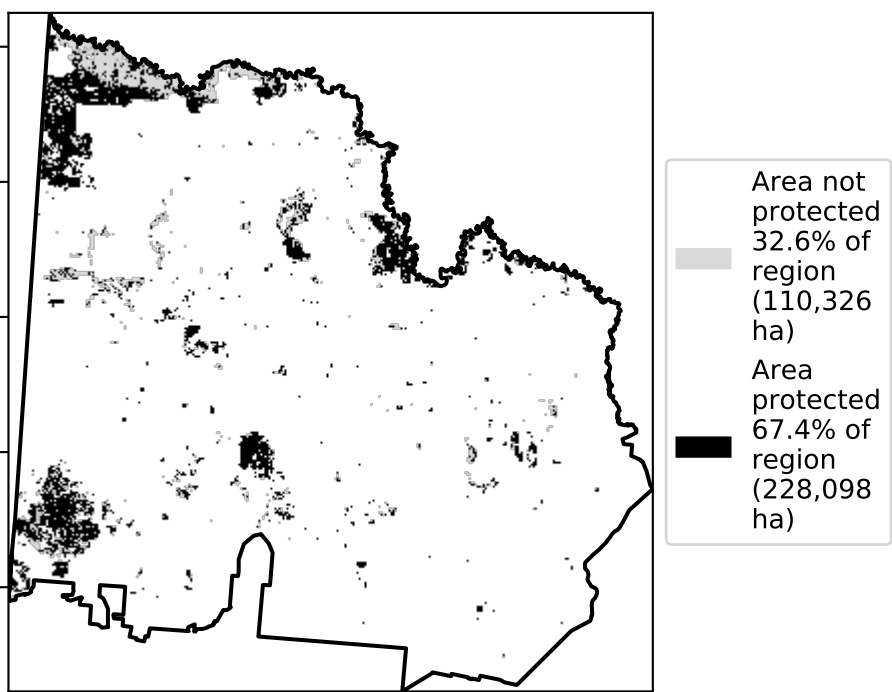 Area not
protected
32.6% of
region
(110,326
ha)
Area
protected
67.4% of
region
(228,098
ha)